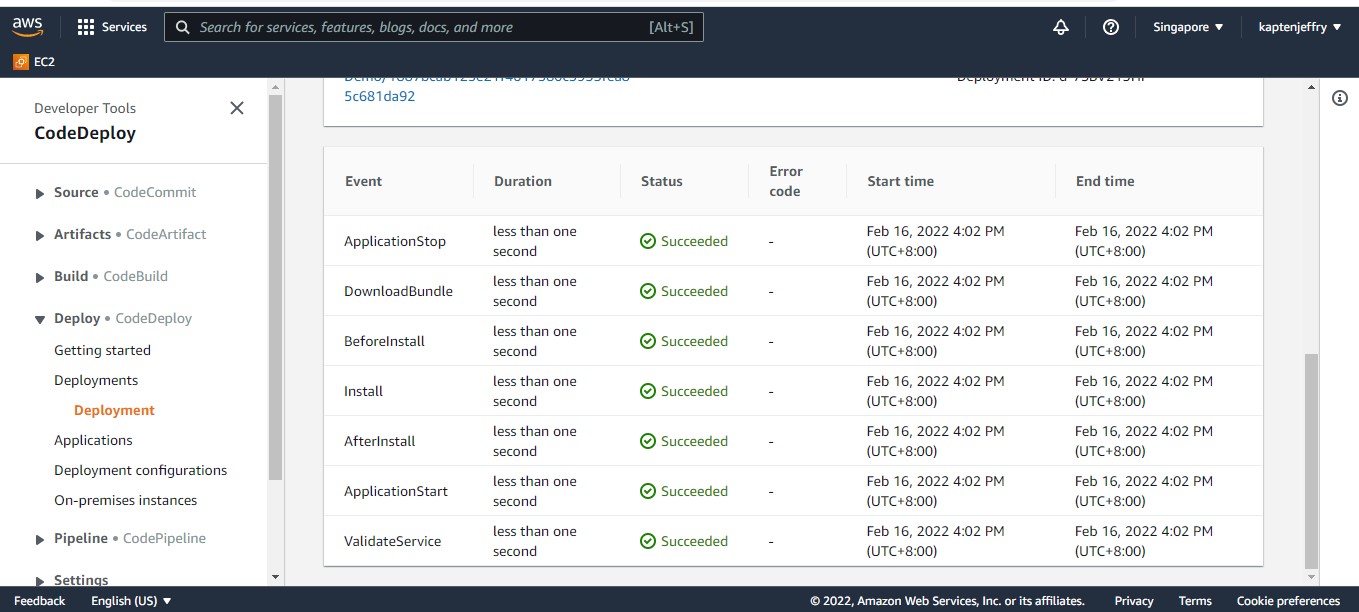 aws
Services
Search for services, features, blogs, docs, and more
[Alt+S]
Singapore
kaptenjeffry
EC2
Developer Tools
CodeDeploy
Source • CodeCommit
Artifacts • CodeArtifact
Build • CodeBuild
Deploy • CodeDeploy
Getting started
Deployments
Deployment
Applications
Deployment configurations
On-premises instances
Pipeline • CodePipeline
Settings
5c681da92
Deployment ID:
Event Duration Status Error code Start time End time
ApplicationStop less than one second Succeeded - Feb 16, 2022 4:02 PM (UTC+8:00) Feb 16, 2022 4:02 PM (UTC+8:00)
DownloadBundle less than one second Succeeded - Feb 16, 2022 4:02 PM (UTC+8:00) Feb 16, 2022 4:02 PM (UTC+8:00)
BeforeInstall less than one second Succeeded - Feb 16, 2022 4:02 PM (UTC+8:00) Feb 16, 2022 4:02 PM (UTC+8:00)
Install less than one second Succeeded - Feb 16, 2022 4:02 PM (UTC+8:00) Feb 16, 2022 4:02 PM (UTC+8:00)
AfterInstall less than one second Succeeded - Feb 16, 2022 4:02 PM (UTC+8:00) Feb 16, 2022 4:02 PM (UTC+8:00)
ApplicationStart less than one second Succeeded - Feb 16, 2022 4:02 PM (UTC+8:00) Feb 16, 2022 4:02 PM (UTC+8:00)
ValidateService less than one second Succeeded - Feb 16, 2022 4:02 PM (UTC+8:00) Feb 16, 2022 4:02 PM (UTC+8:00)
Feedback English (US)
© 2022, Amazon Web Services, Inc. or its affiliates. Privacy Terms Cookie preferences